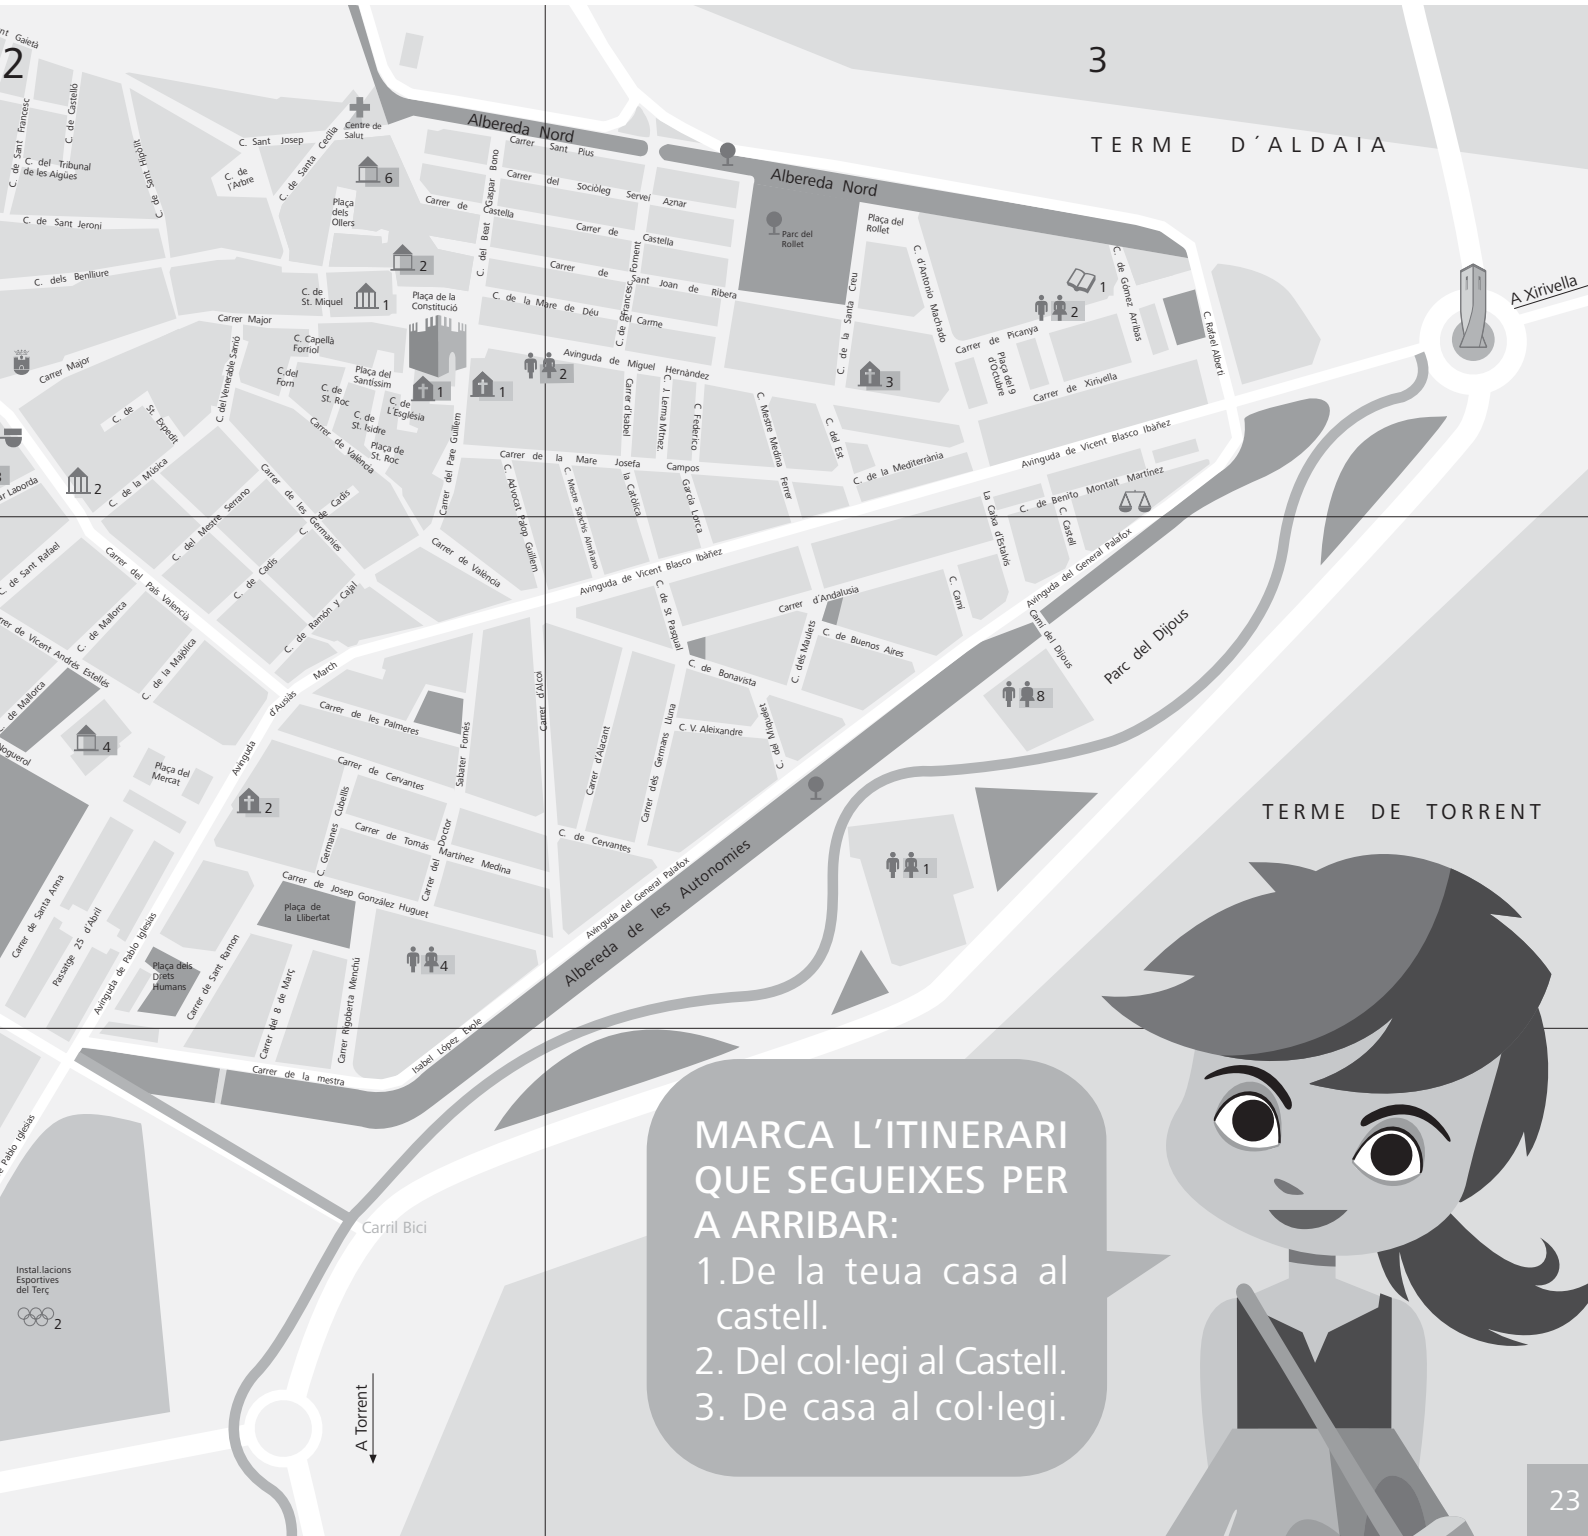 nt Gaietà
2
3
TERME D´ALDAIA
C. de Sant Francesc
C. de Castelló
C. de Sant Hipòlit
C. del Tribunal
de les Aigües
C. de Sant Jeroni
C. dels Benlliure
C. Sant Josep
C. de
l'Arbre
C. de Santa Cecília
Centre de
Salut
6
Plaça
dels
Ollers
2
C. de
St. Miquel
1
Plaça de la
Constitució
Albereda Nord
Carrer Sant Pius
C. del Beat Gaspar Bono
Carrer del Sociòleg Servei Aznar
Carrer de Castella
Carrer de Castella
Carrer de Sant Joan de Ribera
C. de Francesc Foment
C. de la Mare de Déu del Carme
Albereda Nord
Parc del
Rollet
Plaça del
Rollet
C. d'Antonio Machado
C. de la Santa Creu
C. de Gómez Arribas
1
2
Carrer de Picanya
Plaça del 9
d'Octubre
Carrer de Xirivella
C. Rafael Alberti
A Xirivella
Carrer Major
Carrer Major
C. del Venerable Sarrió
C. Capellà
Forriol
C.del
Forn
Plaça del
Santíssim
C. de
St. Roc
C. de
L'Església
C. de
St. Isidre
Plaça de
St. Roc
1
1
2
Avinguda de Miguel Hernàndez
3
Carrer d'Isabel
la Catòlica
C. J. Lerma Mtnez.
C. Federico
García Lorca
C. Mestre Medina Ferrer
C. del Est
C. de la Mediterrània
Avinguda de Vicent Blasco Ibàñez
C. de Benito Montalt Martínez
C. de
St. Expedit
C. de la Música
2
ar Laporda
Carrer de València
Carrer del Pare Guillem
Carrer de la Mare Josefa Campos
C. Advocat Palop Guillem
C. Mestre Sanchís Almiñano
La Caixa d'Estalvis
C. Castell
Carrer de les Germanies
C. de Cadis
C. del Mestre Serrano
C. de Cadis
C. de Ramón y Cajal
Carrer de València
C. de Sant Rafael
Carrer del País Valencià
C. de Mallorca
C. de la Majòlica
rrer de Vicent Andrés Estellés
de Mallorca
Noguerol
4
Plaça del
Mercat
Avinguda d'Ausiàs March
Avinguda de Vicent Blasco Ibàñez
C. de St. Pasqual
Carrer d'Andalusia
C. Camí
Avinguda del General Palafox
Camí del Dijous
Parc del Dijous
8
C. dels Maulets
C. de Buenos Aires
C. de Bonavista
C. del Miquelet
C. V. Aleixandre
Carrer dels Germans Lluna
Carrer d'Alacant
Carrer d'Alcoi
Carrer de les Palmeres
Carrer del Doctor Sabater Fornés
Carrer de Cervantes
C. de Cervantes
2
C. Germanes Cubellls
Carrer de Tomás Martínez Medina
Carrer de Josep González Huguet
Plaça de
la Llibertat
TERME DE TORRENT
1
Avinguda del General Palafox
Albereda de les Autonomies
4
Carrer de Santa Anna
Passatge 25 d'Abril
Avinguda de Pablo Iglesias
Plaça dels
Drets
Humans
Carrer de Sant Ramon
Carrer del 8 de Març
Carrer Rigoberta Menchú
Carrer de la mestra
Isabel López Evole
e Pablo Iglesias
Carril Bici
Instal.lacions
Esportives
del Terç
2
A Torrent
MARCA L'ITINERARI
QUE SEGUEIXES PER
A ARRIBAR:
1.De la teua casa al
castell.
2. Del col·legi al Castell.
3. De casa al col·legi.
23